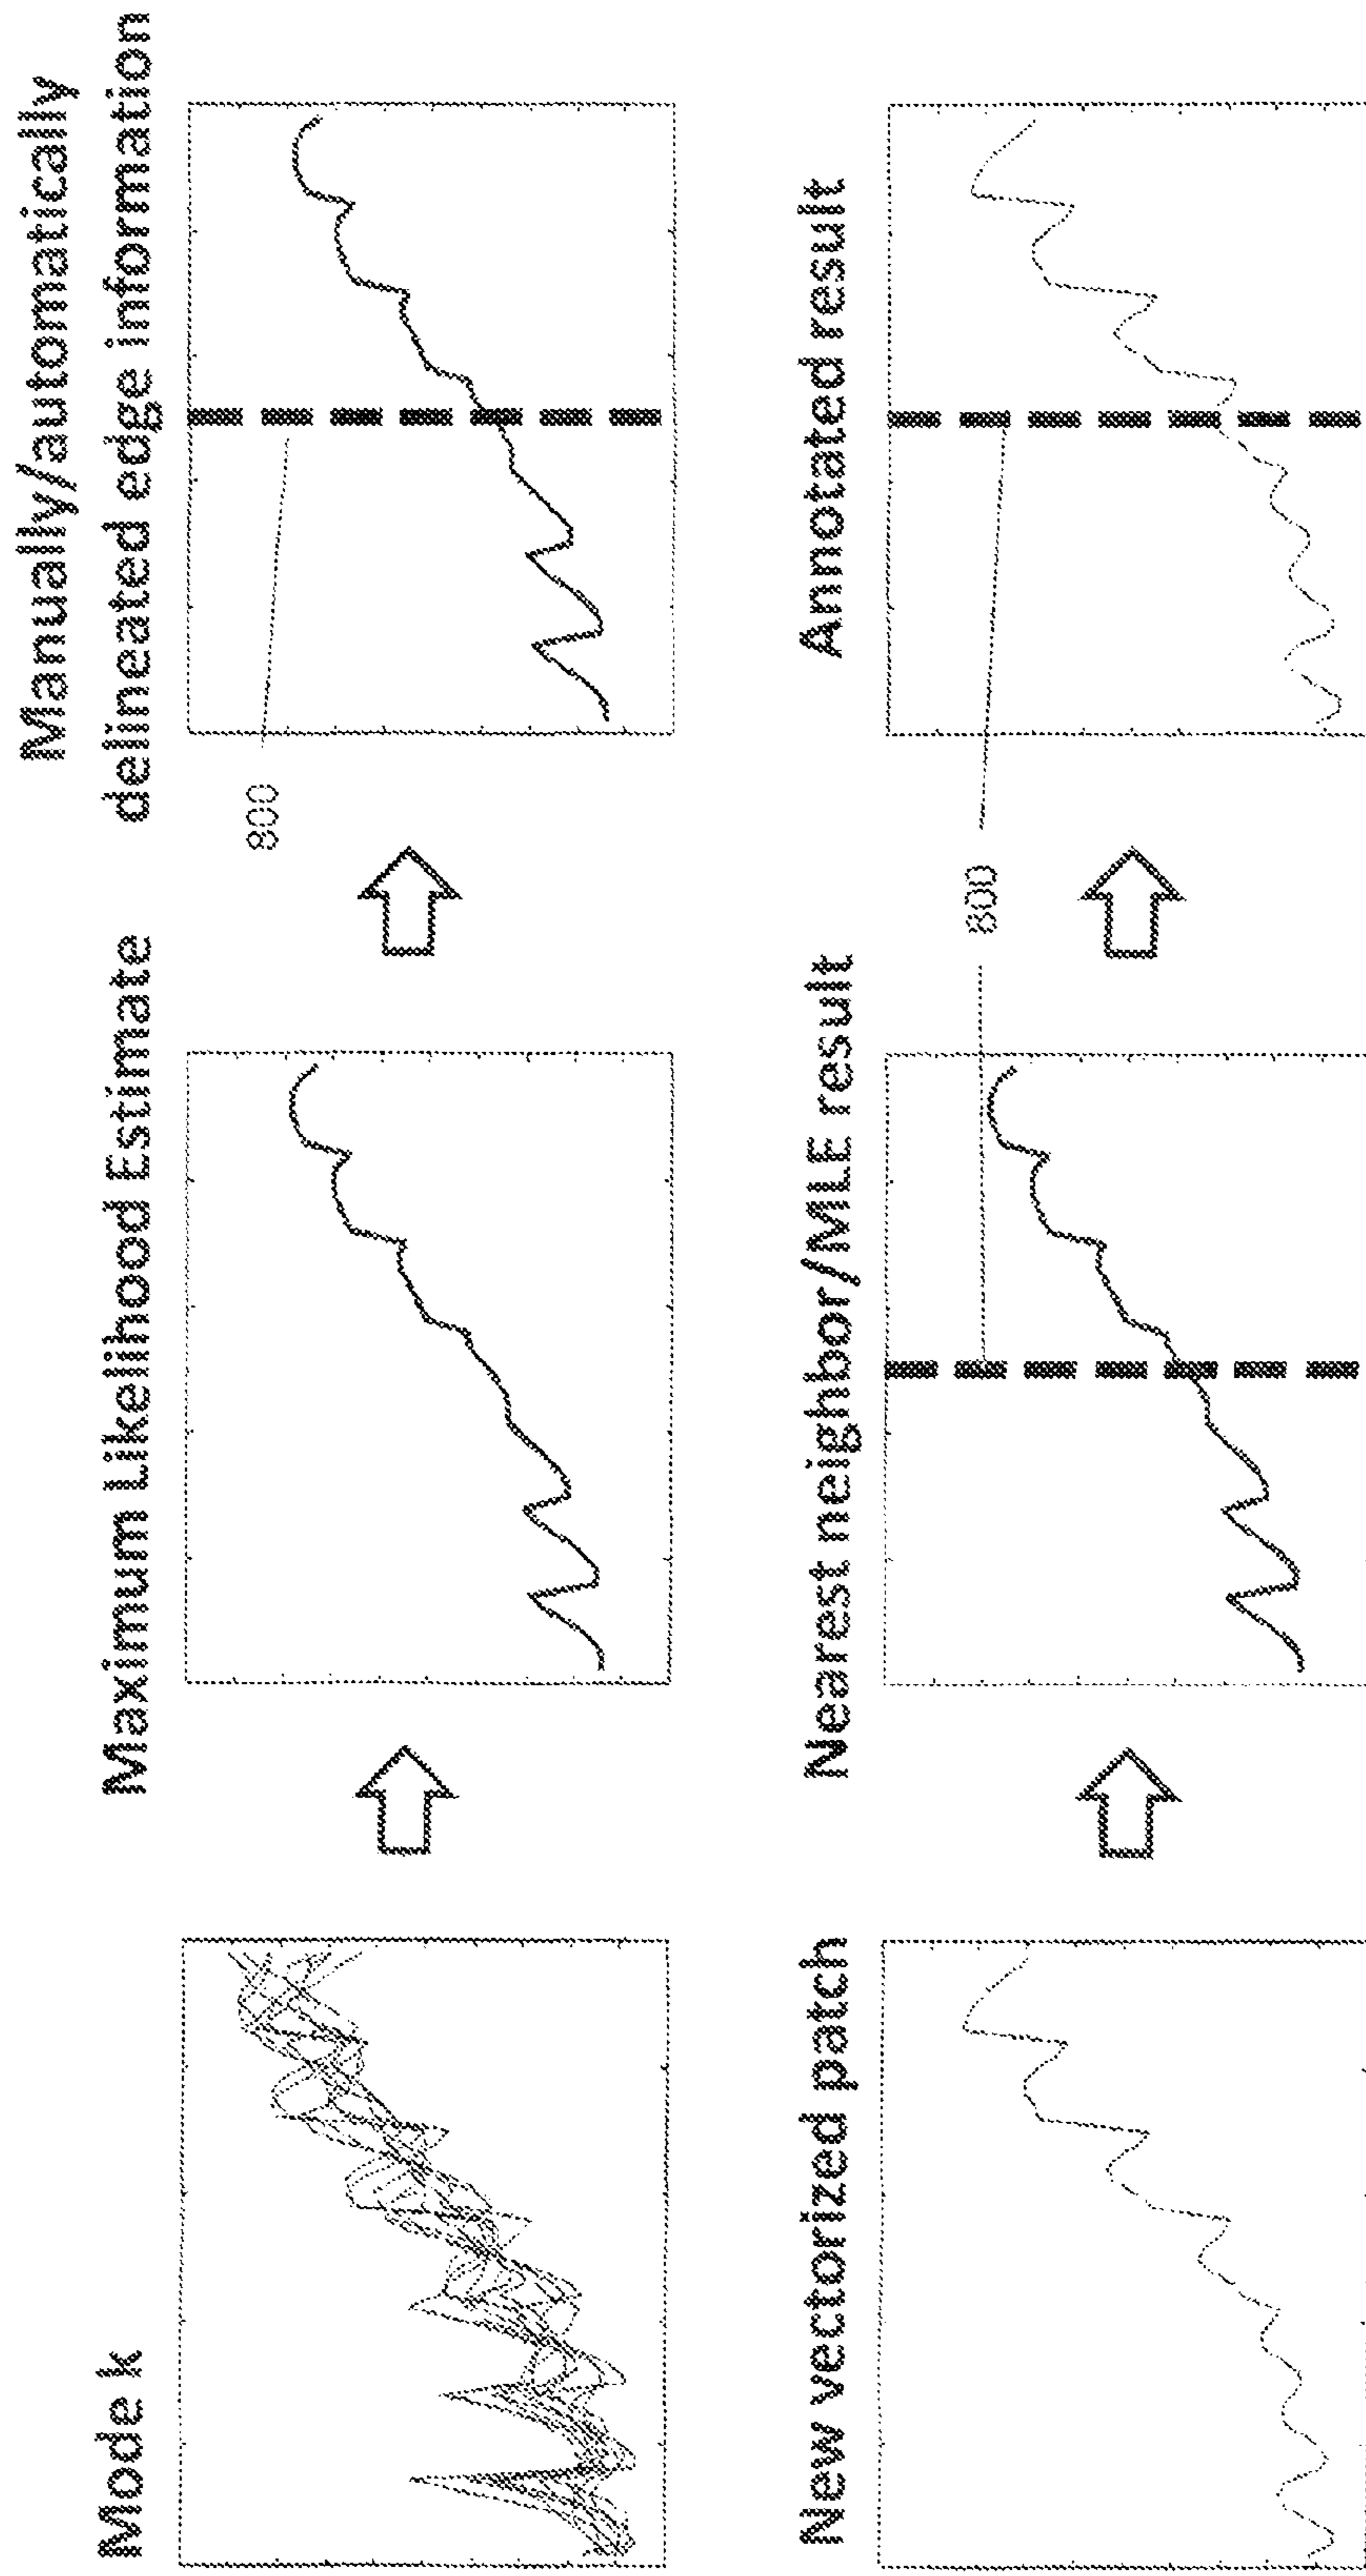 Mode k
Maximum Likelihood Estimate
Manually/automatically
delineated edge information
800
New vectorized patch
Nearest neighbor/MLE result
Annotated result
800